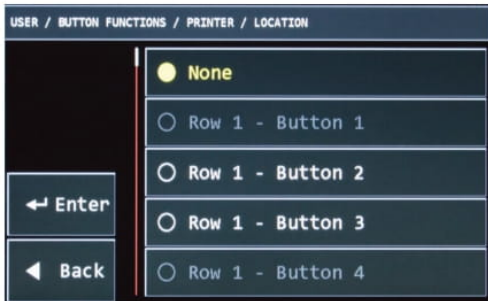 USER / BUTTON FUNCTIONS / PRINTER / LOCATION
None
Row 1 - Button 1
Row 1 - Button 2
Row 1 - Button 3
Row 1 - Button 4
Enter
Back